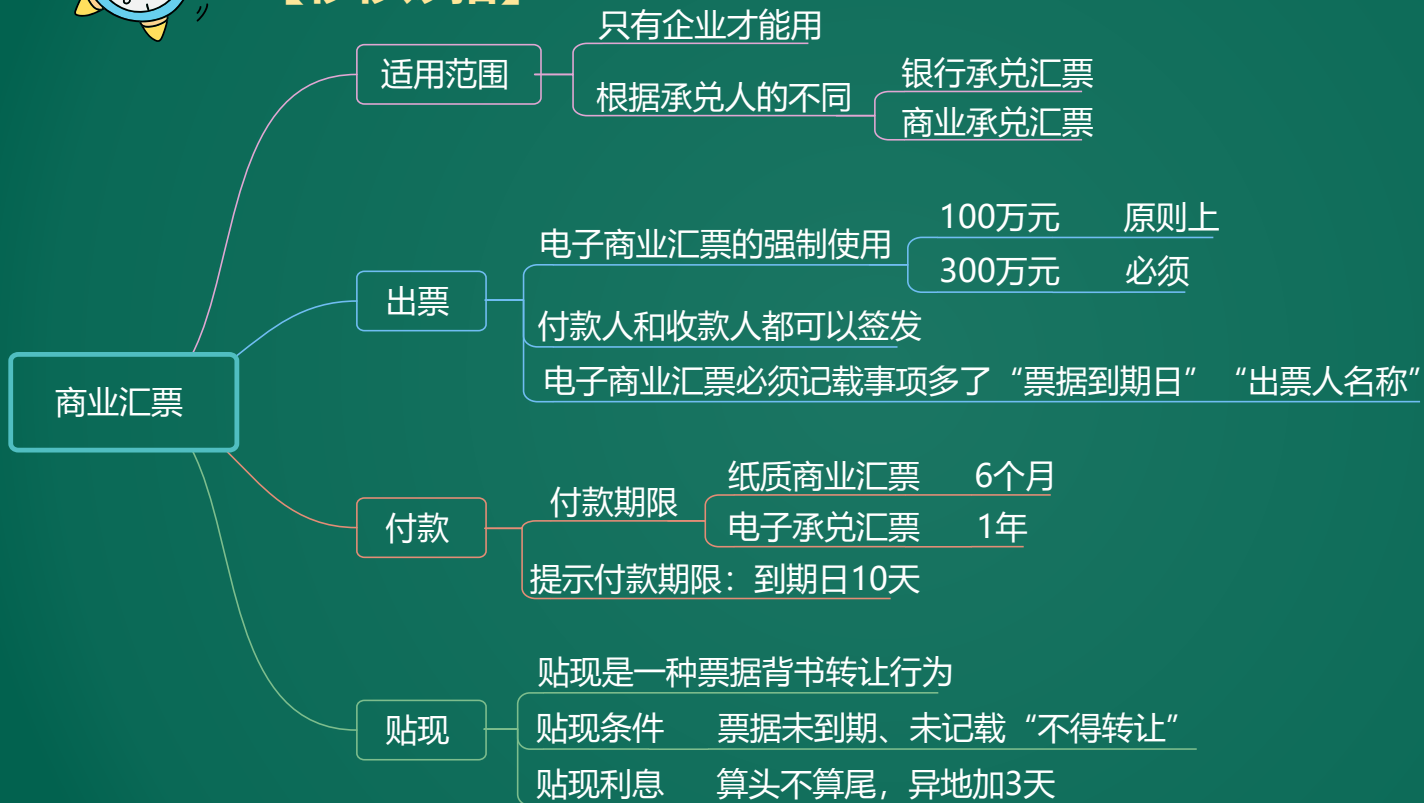 只有企业才能用
适用范围
根据承兑人的不同
银行承兑汇票
商业承兑汇票
商业汇票
出票
电子商业汇票的强制使用
100万元 原则上
300万元 必须
付款人和收款人都可以签发
电子商业汇票必须记载事项多了“票据到期日”“出票人名称”
付款
付款期限
纸质商业汇票 6个月
电子承兑汇票 1年
提示付款期限：到期日10天
贴现
贴现是一种票据背书转让行为
贴现条件 票据未到期、未记载“不得转让”
贴现利息 算头不算尾，异地加3天